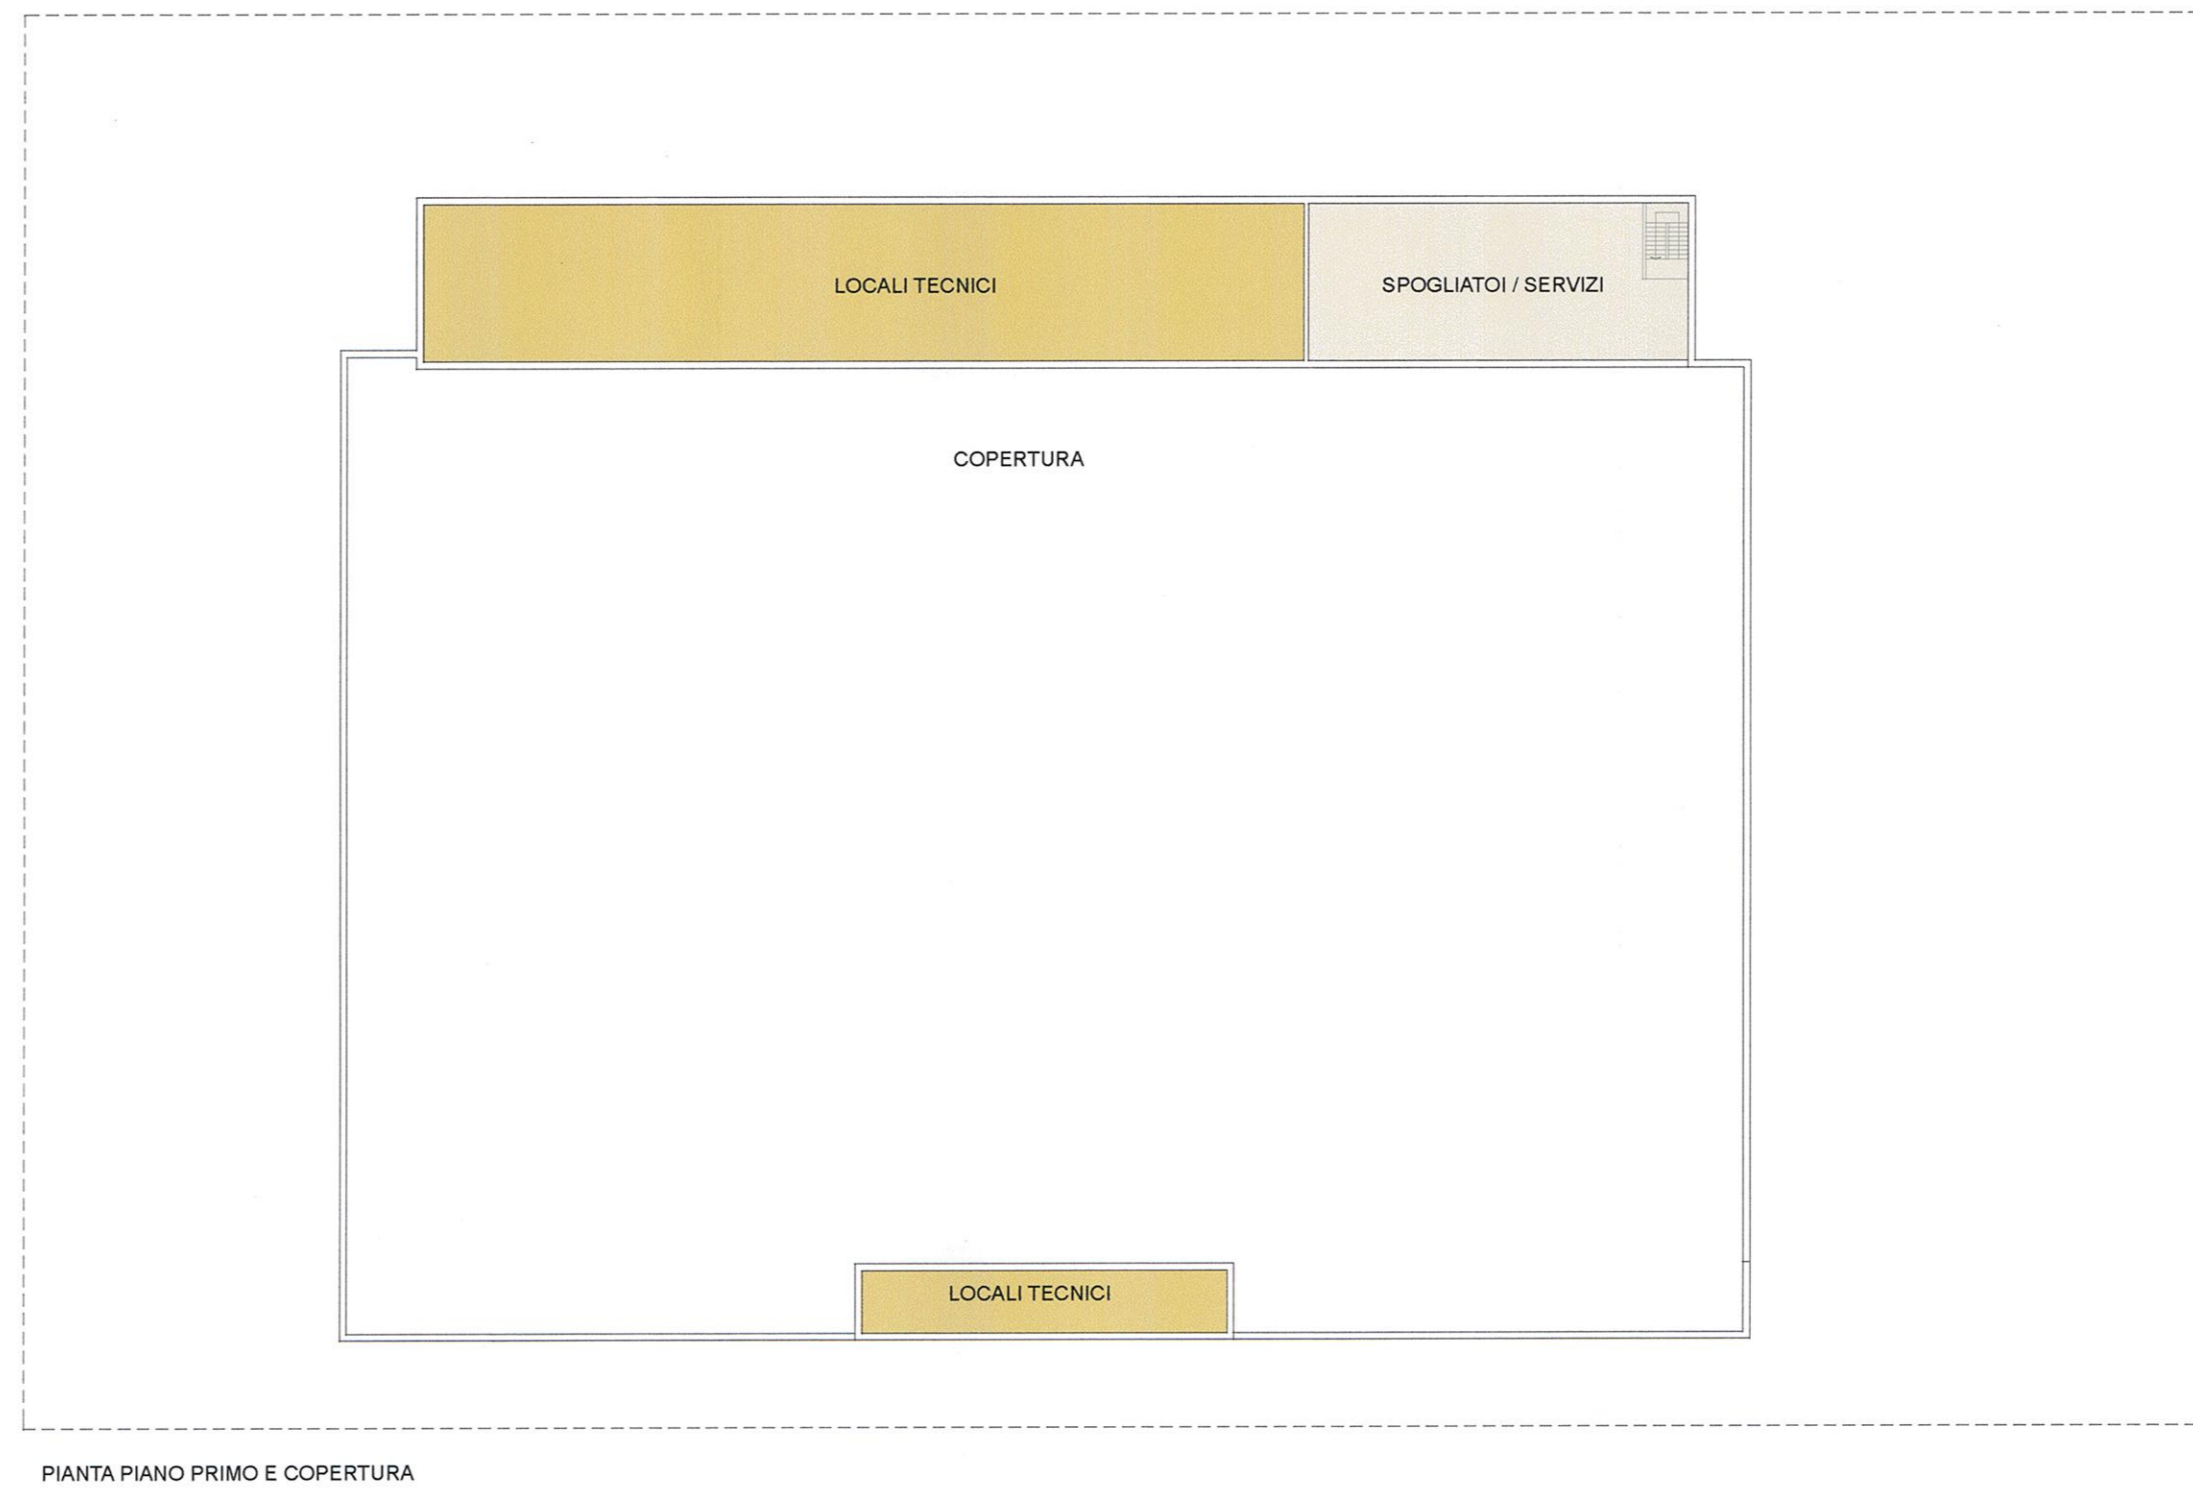 LOCALI TECNICI
SPOGLIATOI / SERVIZI
COPERTURA
LOCALI TECNICI
PIANTA PIANO PRIMO E COPERTURA